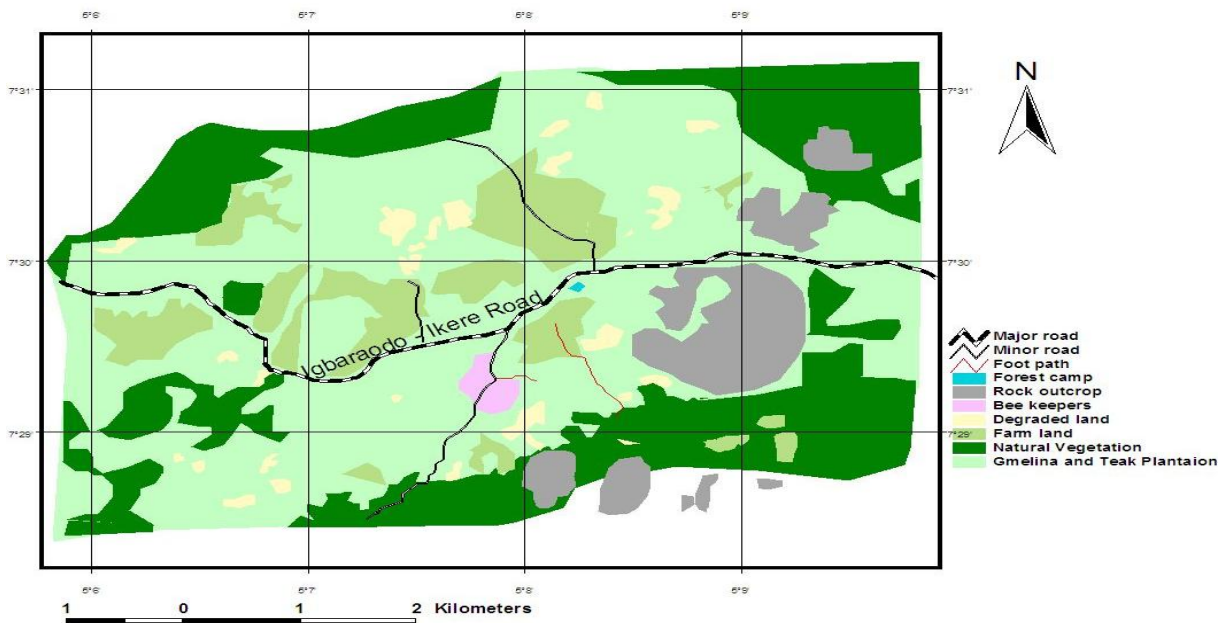 5°6' 5°7' 5°8' 5°9'
N
7°31' 7°31'
7°30' 7°30'
Igbaraodo - Ikere Road
7°29' 7°29'
Major road
Minor road
Foot path
Forest camp
Rock outcrop
Bee keepers
Degraded land
Farm land
Natural Vegetation
Gmelina and Teak Plantaion
5°6' 5°7' 5°8' 5°9'
1 0 1 2 Kilometers